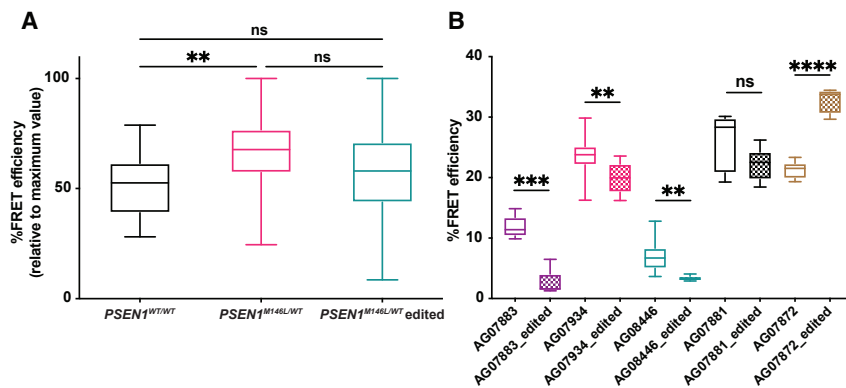 A
ns
** ns
100
50
0
%FRET efficiency
(relative to maximum value)
PSEN1WT/WT PSEN1M146L/WT PSEN1M146L/WT edited
B
40
30
20
10
0
%FRET efficiency
***
**
**
ns
****
AG07883
AG07883_edited
AG07934
AG07934_edited
AG08446
AG08446_edited
AG07881
AG07881_edited
AG07872
AG07872_edited